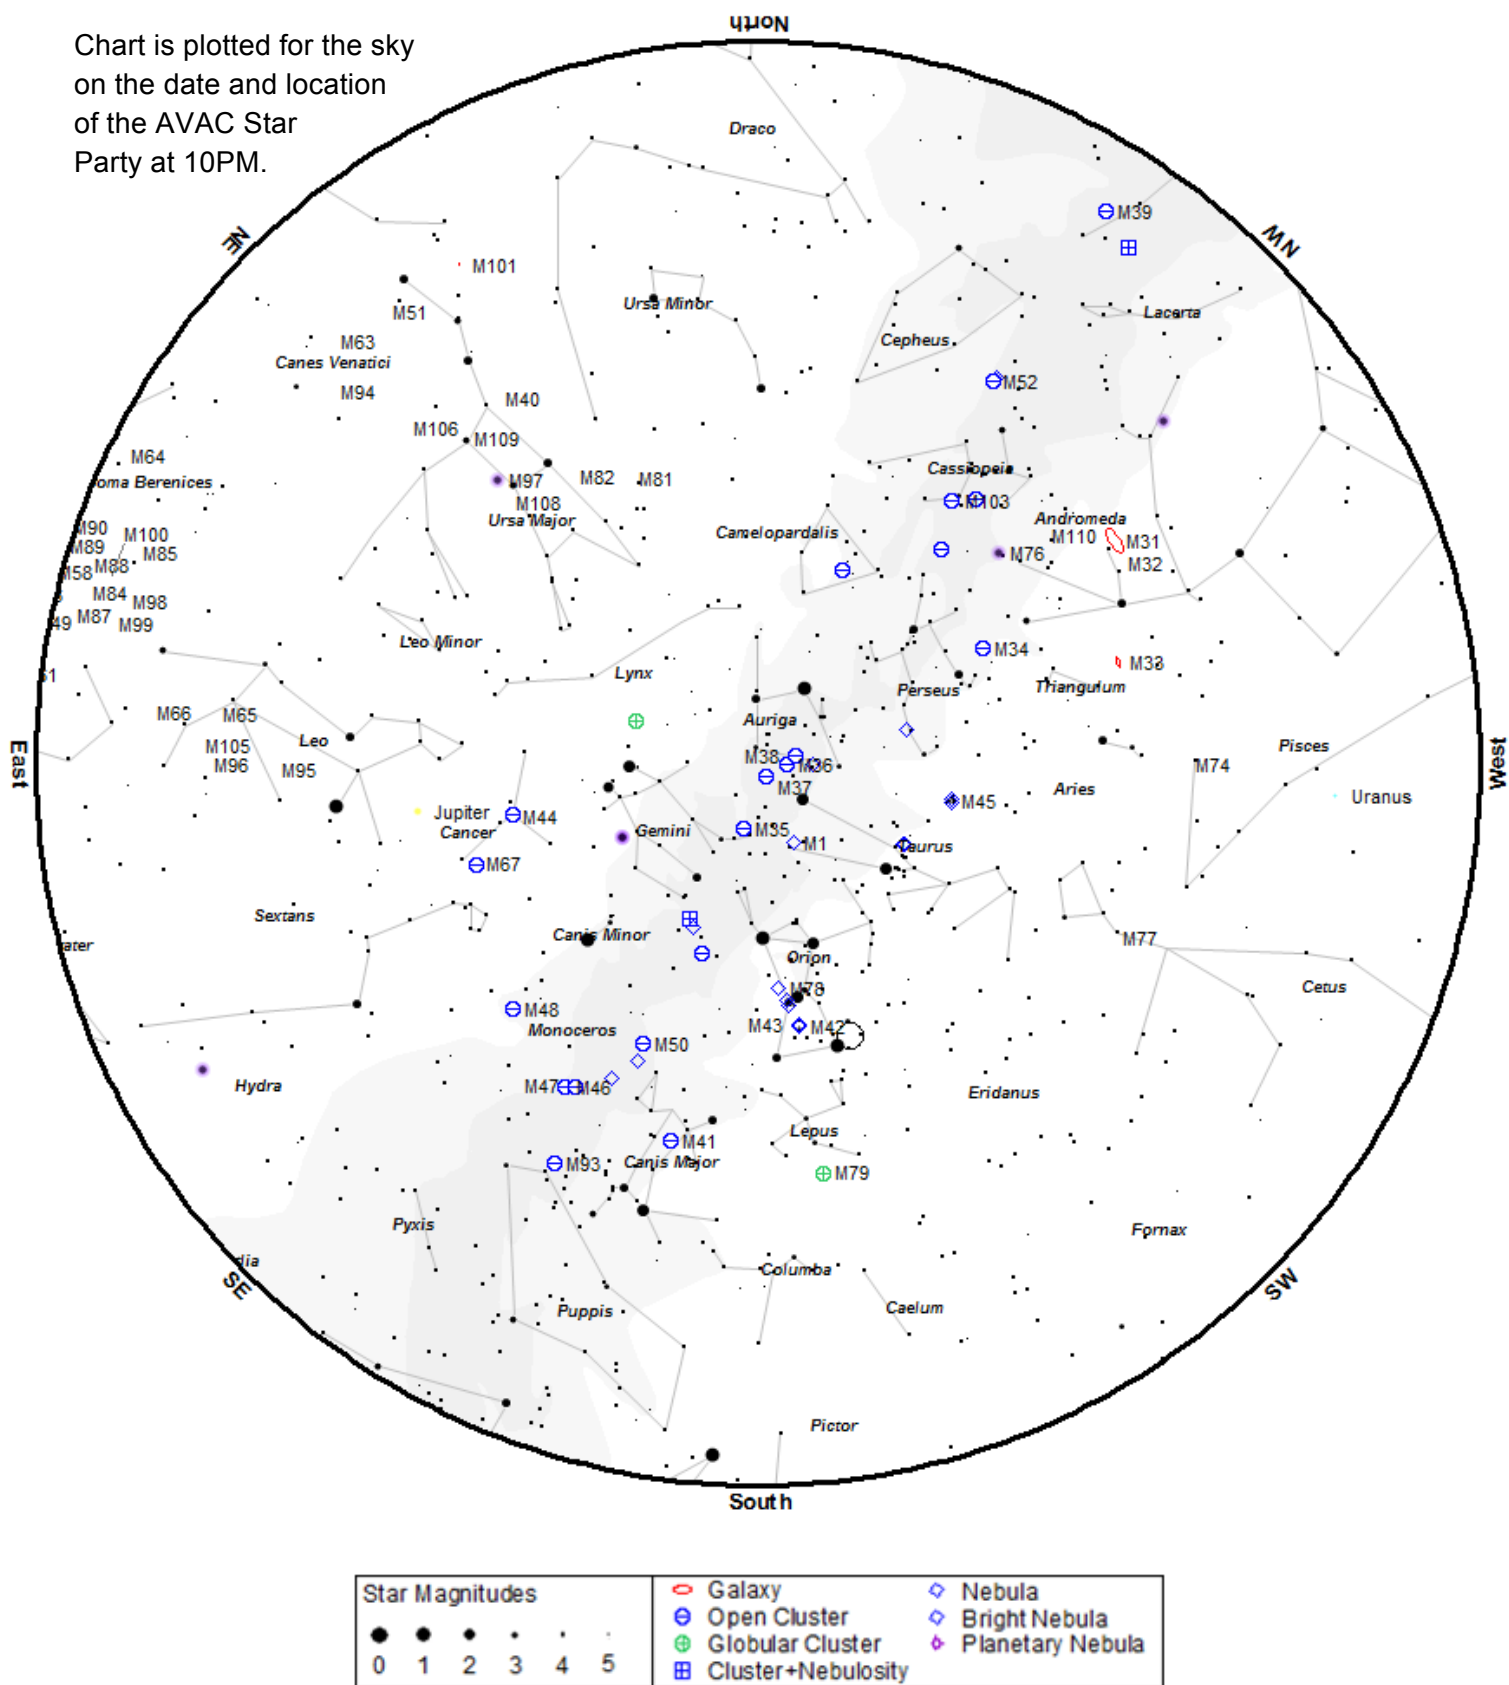 North
Chart is plotted for the sky
on the date and location
of the AVAC Star
Party at 10PM.
Draco
M39
NE
NW
M101
Ursa Minor
M51
Lacerta
M63
Cepheus
Canes Venatici
M52
M94
M40
M106
M109
M64
Cassiopeia
M97
M82
M81
oma Berenices
M108
M103
Ursa Major
Andromeda
M90
M100
Camelopardalis
M110
M31
M89
M85
M76
M88
M32
M58
M84
M98
M87
M99
49
Leo Minor
M34
Lynx
M33
61
Perseus
Triangulum
M66
M65
Auriga
Leo
M105
Pisces
East
M96
M95
M38
M36
M74
West
M37
Aries
Jupiter
M44
M45
Uranus
Cancer
Gemini
M35
M1
Taurus
M67
Sextans
Canis Minor
M77
ater
Orion
Cetus
M78
M48
Monoceros
M43
M42
M50
Hydra
M47
M46
Eridanus
Lepus
M41
M93
Canis Major
M79
Pyxis
Fornax
dia
Columba
SE
SW
Puppis
Caelum
Pictor
South
Star Magnitudes
0 1 2 3 4 5
Galaxy
Open Cluster
Globular Cluster
Cluster+Nebulosity
Nebula
Bright Nebula
Planetary Nebula